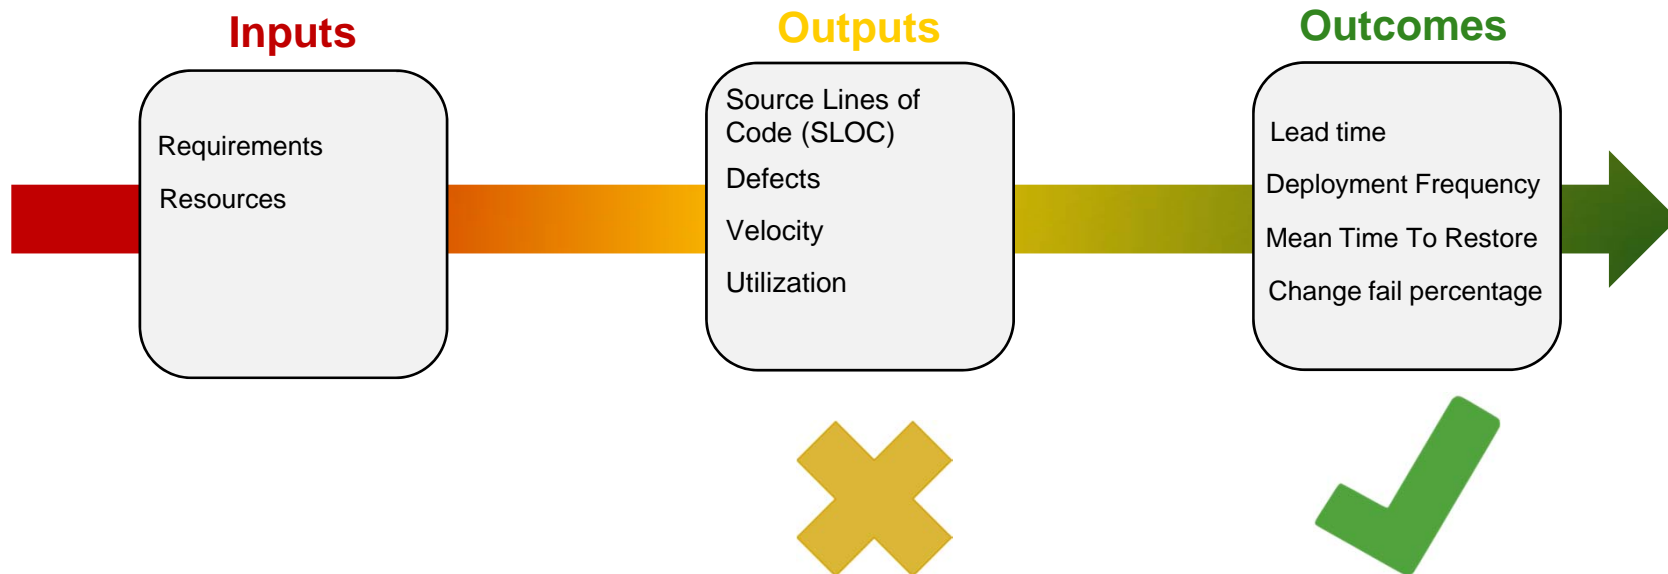 Inputs
Requirements
Resources
Outputs
Source Lines of
Code (SLOC)
Defects
Velocity
Utilization
Outcomes
Lead time
Deployment Frequency
Mean Time To Restore
Change fail percentage